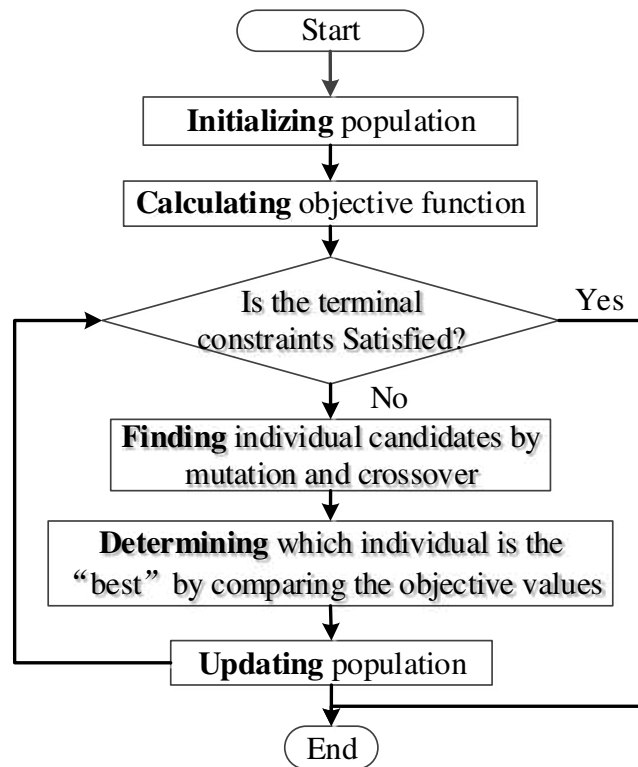 Start
Initializing population
Calculating objective function
Is the terminal
constraints Satisfied?
Yes
No
Finding individual candidates by
mutation and crossover
Determining which individual is the
“best” by comparing the objective values
Updating population
End